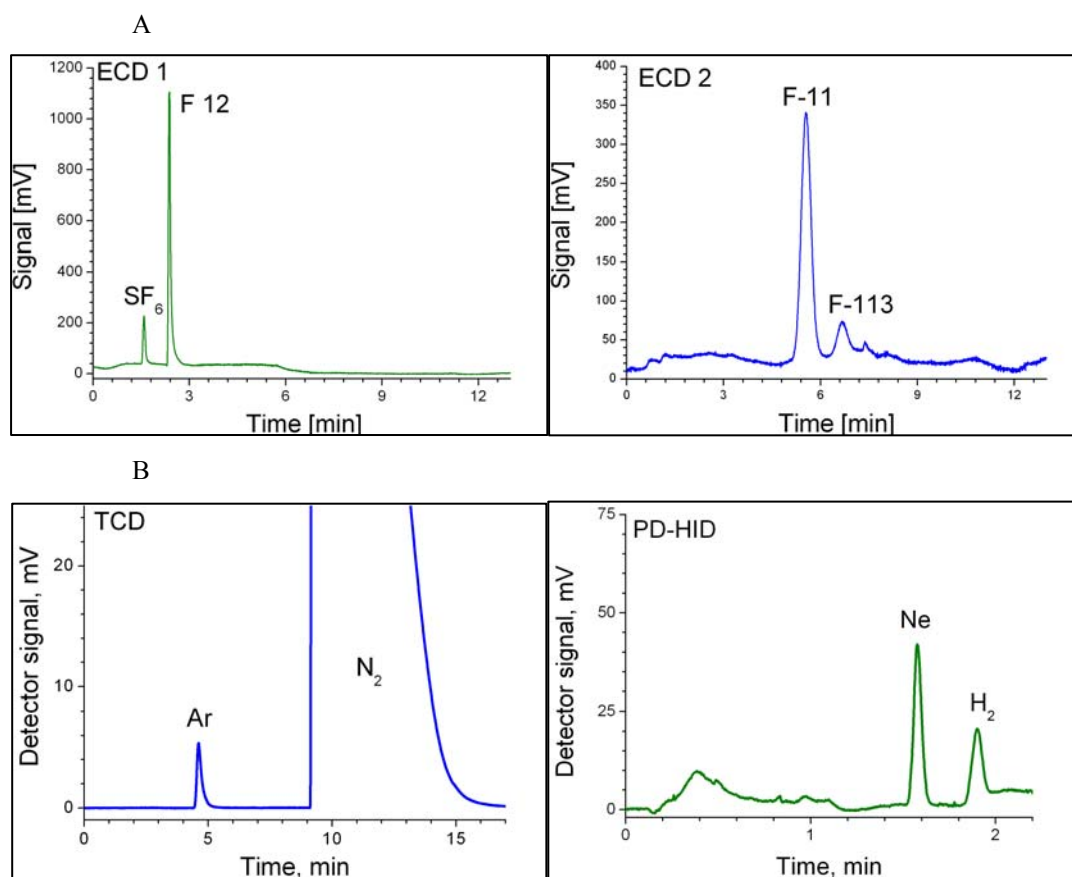 A
ECD 1
F 12
SF6
1200
1000
800
600
400
200
0
Signal [mV]
0 3 6 9 12
Time [min]
ECD 2
F-11
F-113
400
350
300
250
200
150
100
50
0
Signal [mV]
0 3 6 9 12
Time [min]
B
TCD
Ar
N2
20
10
0
Detector signal, mV
0 5 10 15
Time, min
PD-HID
Ne
H2
75
50
25
0
Detector signal, mV
0 1 2
Time, min